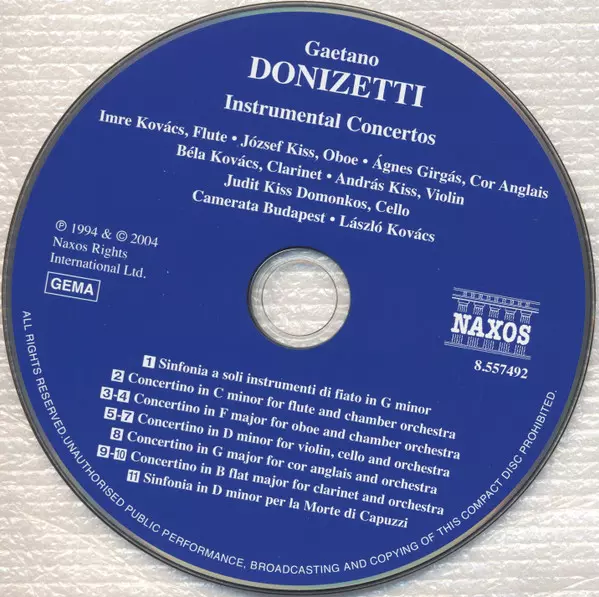 Gaetano
DONIZETTI
Instrumental Concertos
Imre Kovács, Flute • József Kiss, Oboe • Ágnes Girgás, Cor Anglais
Béla Kovács, Clarinet • András Kiss, Violin
Judit Kiss Domonkos, Cello
Camerata Budapest • László Kovács
℗ 1994 & © 2004
Naxos Rights
International Ltd.
GEMA
NAXOS
8.557492
1 Sinfonia a soli instrumenti di fiato in G minor
2 Concertino in C minor for flute and chamber orchestra
3-4 Concertino in F major for oboe and chamber orchestra
5-7 Concertino in D minor for violin, cello and orchestra
8 Concertino in G major for cor anglais and orchestra
9-10 Concertino in B flat major for clarinet and orchestra
11 Sinfonia in D minor per la Morte di Capuzzi
ALL RIGHTS RESERVED.UNAUTHORISED PUBLIC PERFORMANCE, BROADCASTING AND COPYING OF THIS COMPACT DISC PROHIBITED.